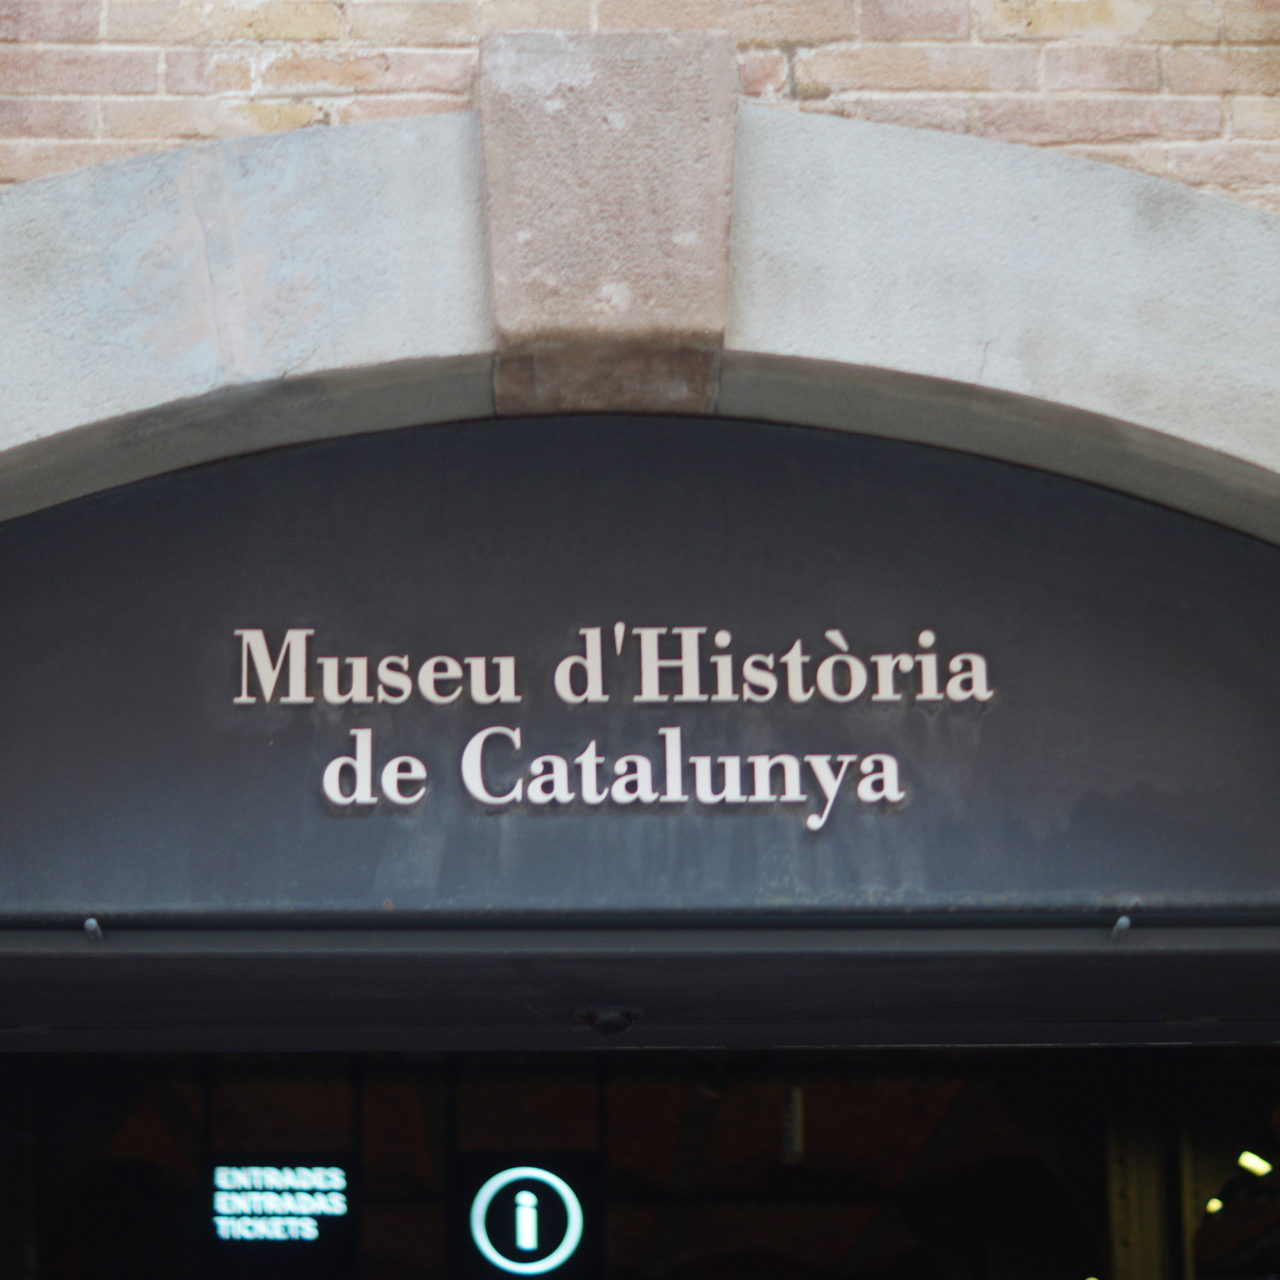 Museu d'Història
de Catalunya
ENTRADES
ENTRADAS
TICKETS
i